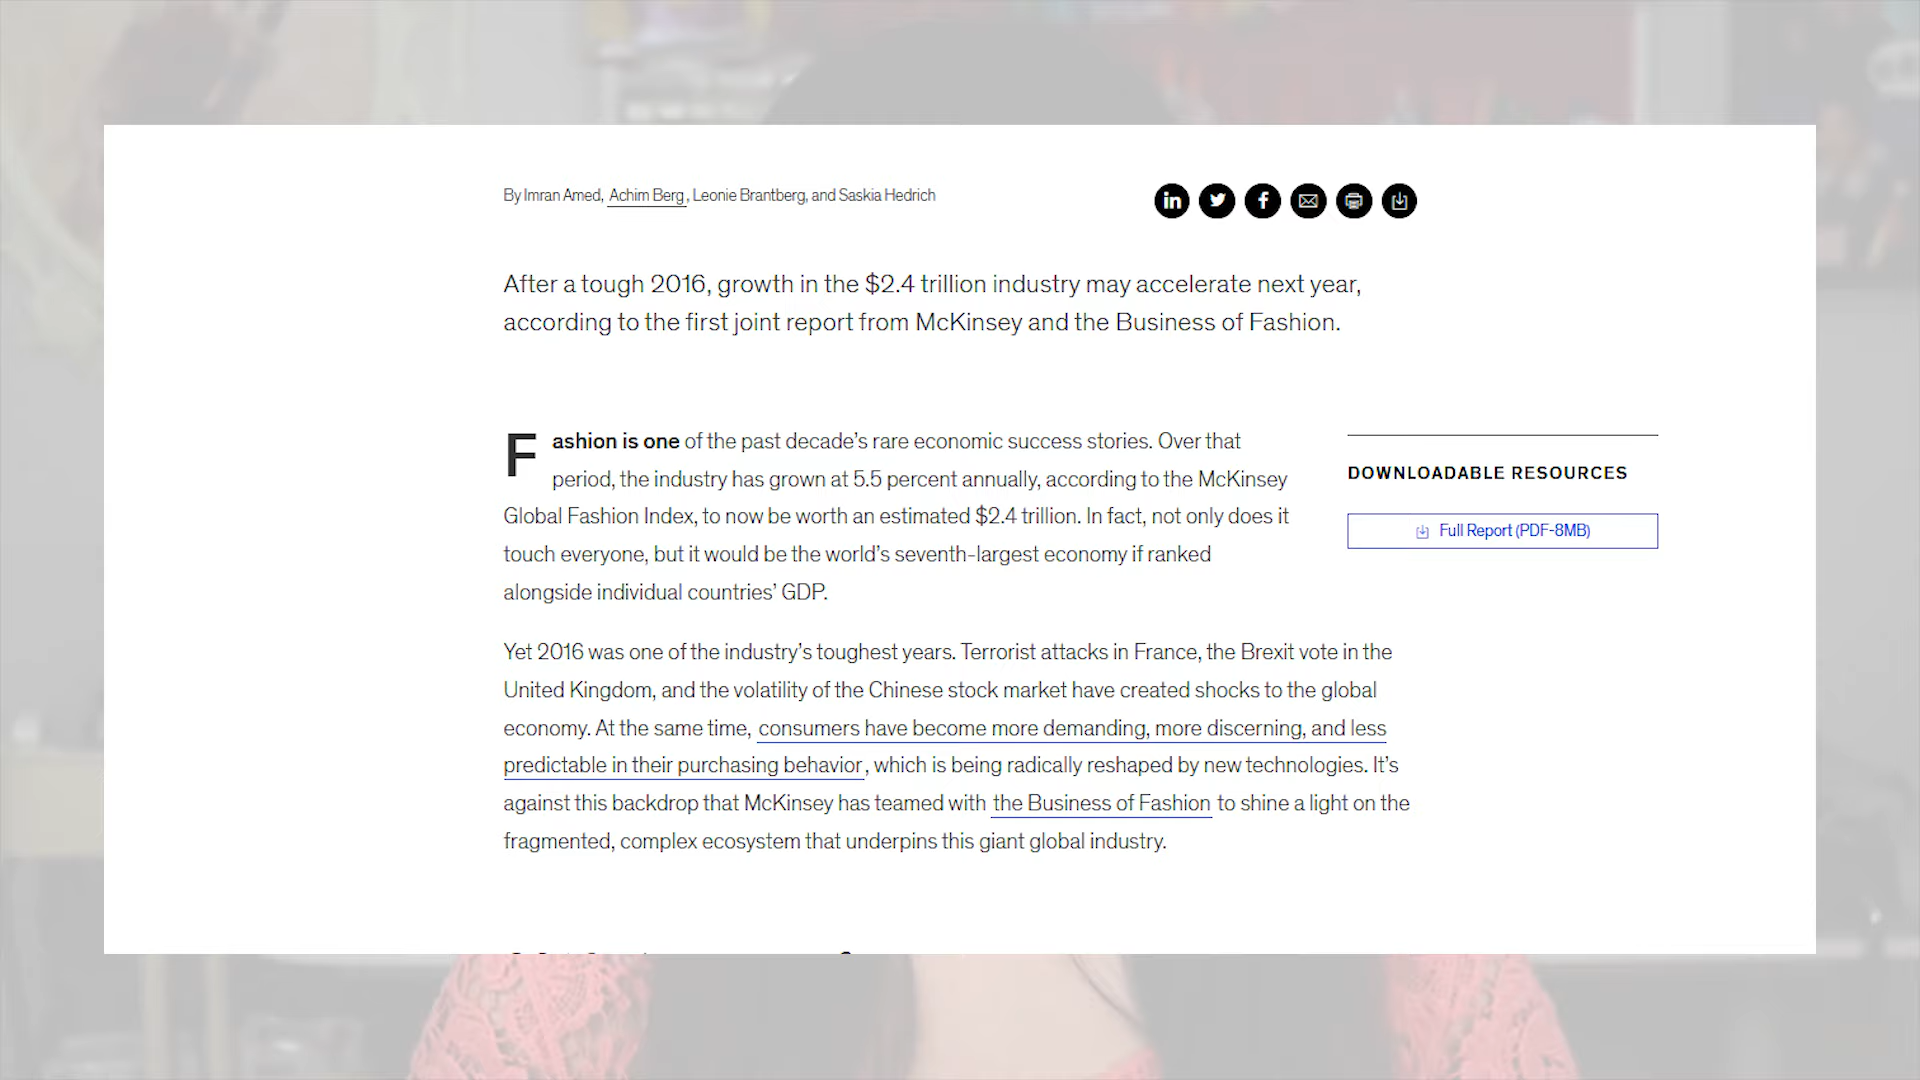 By Imran Amed, Achim Berg, Leonie Brantberg, and Saskia Hedrich
in
f
After a tough 2016, growth in the $2.4 trillion industry may accelerate next year,
according to the first joint report from McKinsey and the Business of Fashion.
Fashion is one of the past decade’s rare economic success stories. Over that
period, the industry has grown at 5.5 percent annually, according to the McKinsey
Global Fashion Index, to now be worth an estimated $2.4 trillion. In fact, not only does it
touch everyone, but it would be the world’s seventh-largest economy if ranked
alongside individual countries’ GDP.
DOWNLOADABLE RESOURCES
Full Report (PDF-8MB)
Yet 2016 was one of the industry’s toughest years. Terrorist attacks in France, the Brexit vote in the
United Kingdom, and the volatility of the Chinese stock market have created shocks to the global
economy. At the same time, consumers have become more demanding, more discerning, and less
predictable in their purchasing behavior, which is being radically reshaped by new technologies. It’s
against this backdrop that McKinsey has teamed with the Business of Fashion to shine a light on the
fragmented, complex ecosystem that underpins this giant global industry.